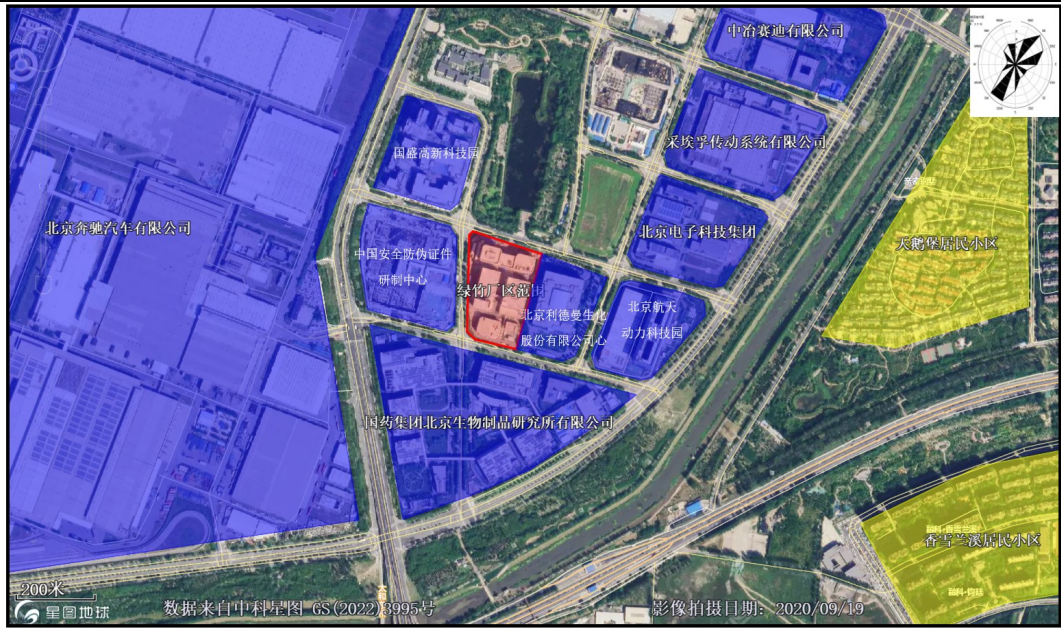 中冶赛迪有限公司
采埃孚传动系统有限公司
国盛高新科技园
北京奔驰汽车有限公司
北京电子科技集团
天鹅堡居民小区
中国安全防伪证件
研制中心
绿竹厂区范围
北京利德曼生化
股份有限公司心
北京航天
动力科技园
国药集团北京生物制品研究所有限公司
香雪兰溪居民小区
200米
星图地球
数据来自中科星图 GS(2022)3995号
影像拍摄日期：2020/09/19